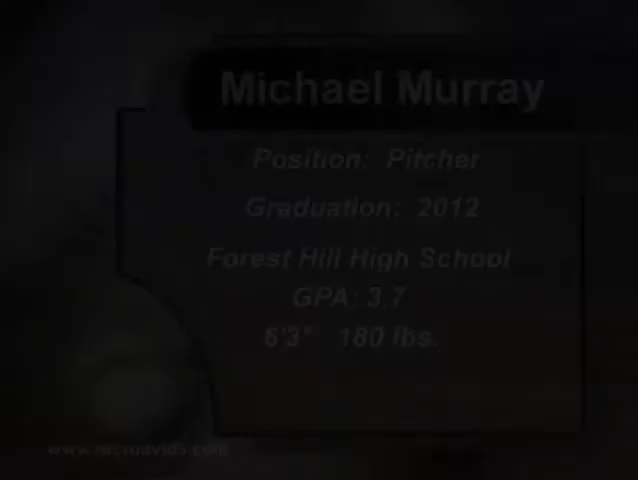 Michael Murray
Position: Pitcher
Graduation: 2012
Forest Hill High School
GPA: 3.7
6'3" 180 lbs.